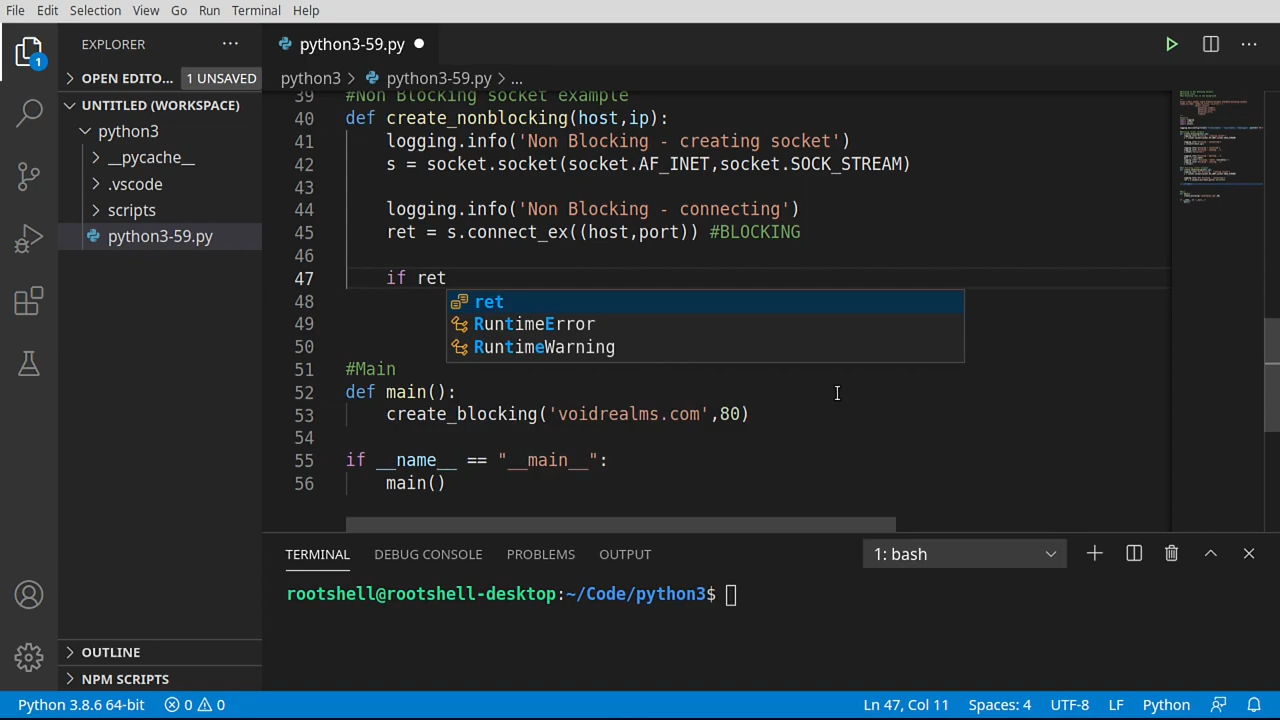 File Edit Selection View Go Run Terminal Help
EXPLORER
python3-59.py
OPEN EDITO... 1 UNSAVED
python3 > python3-59.py > ...
UNTITLED (WORKSPACE)
python3
__pycache__
.vscode
scripts
python3-59.py
1
39 #Non Blocking socket example
40 def create_nonblocking(host,ip):
41 logging.info('Non Blocking - creating socket')
42 s = socket.socket(socket.AF_INET,socket.SOCK_STREAM)
43
44 logging.info('Non Blocking - connecting')
45 ret = s.connect_ex((host,port)) #BLOCKING
46
47 if ret
48 ret
49 RuntimeError
50 RuntimeWarning
51 #Main
52 def main():
53 create_blocking('voidrealms.com',80)
54
55 if __name__ == "__main__":
56 main()
TERMINAL DEBUG CONSOLE PROBLEMS OUTPUT 1: bash
rootshell@rootshell-desktop:~/Code/python3$
OUTLINE
NPM SCRIPTS
Python 3.8.6 64-bit 0 0 Ln 47, Col 11 Spaces: 4 UTF-8 LF Python